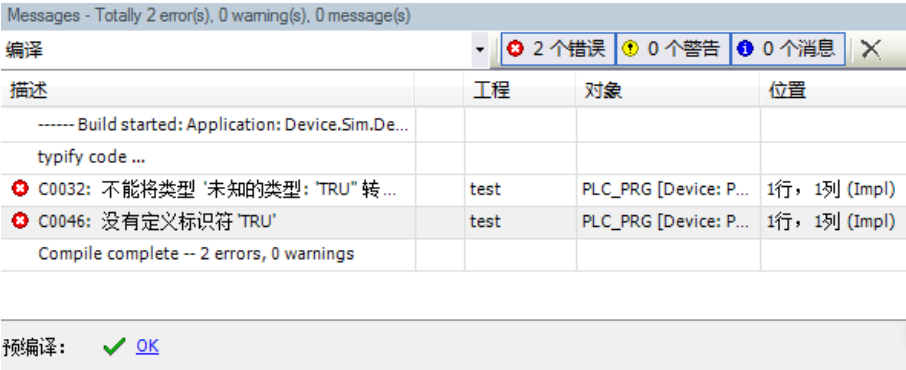 Messages - Totally 2 error(s), 0 warning(s), 0 message(s)
编译 2 个错误 0 个警告 0 个消息
描述 工程 对象 位置
------ Build started: Application: Device.Sim.De...
typify code ...
C0032: 不能将类型 '未知的类型: 'TRU'' 转... test PLC_PRG [Device: P... 1行，1列 (Impl)
C0046: 没有定义标识符 'TRU' test PLC_PRG [Device: P... 1行，1列 (Impl)
Compile complete -- 2 errors, 0 warnings
预编译: OK